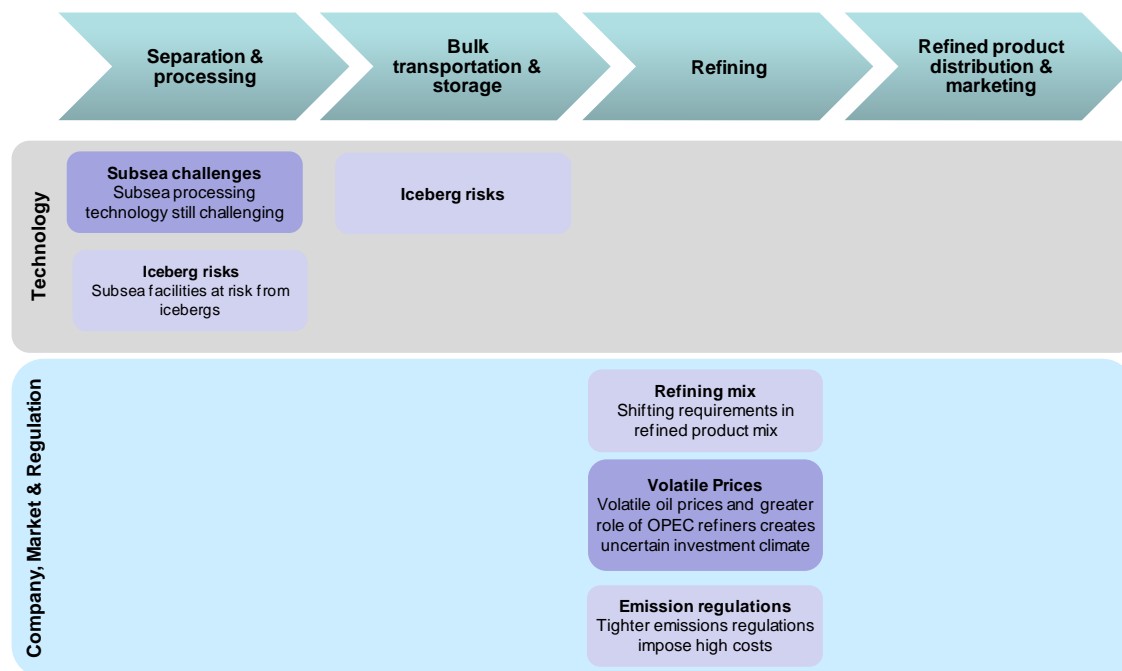 Separation &
processing
Bulk
transportation &
storage
Refining
Refined product
distribution &
marketing
Technology
Subsea challenges
Subsea processing
technology still challenging
Iceberg risks
Iceberg risks
Subsea facilities at risk from
icebergs
Company, Market & Regulation
Refining mix
Shifting requirements in
refined product mix
Volatile Prices
Volatile oil prices and greater
role of OPEC refiners creates
uncertain investment climate
Emission regulations
Tighter emissions regulations
impose high costs